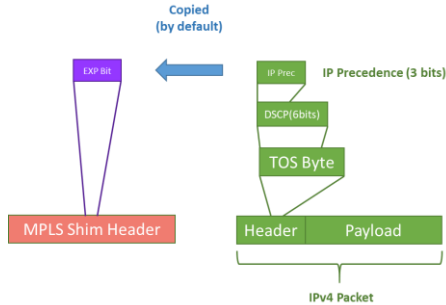 Copied
(by default)
EXP Bit
IP Prec
IP Precedence (3 bits)
DSCP(6bits)
TOS Byte
MPLS Shim Header
Header
Payload
IPv4 Packet